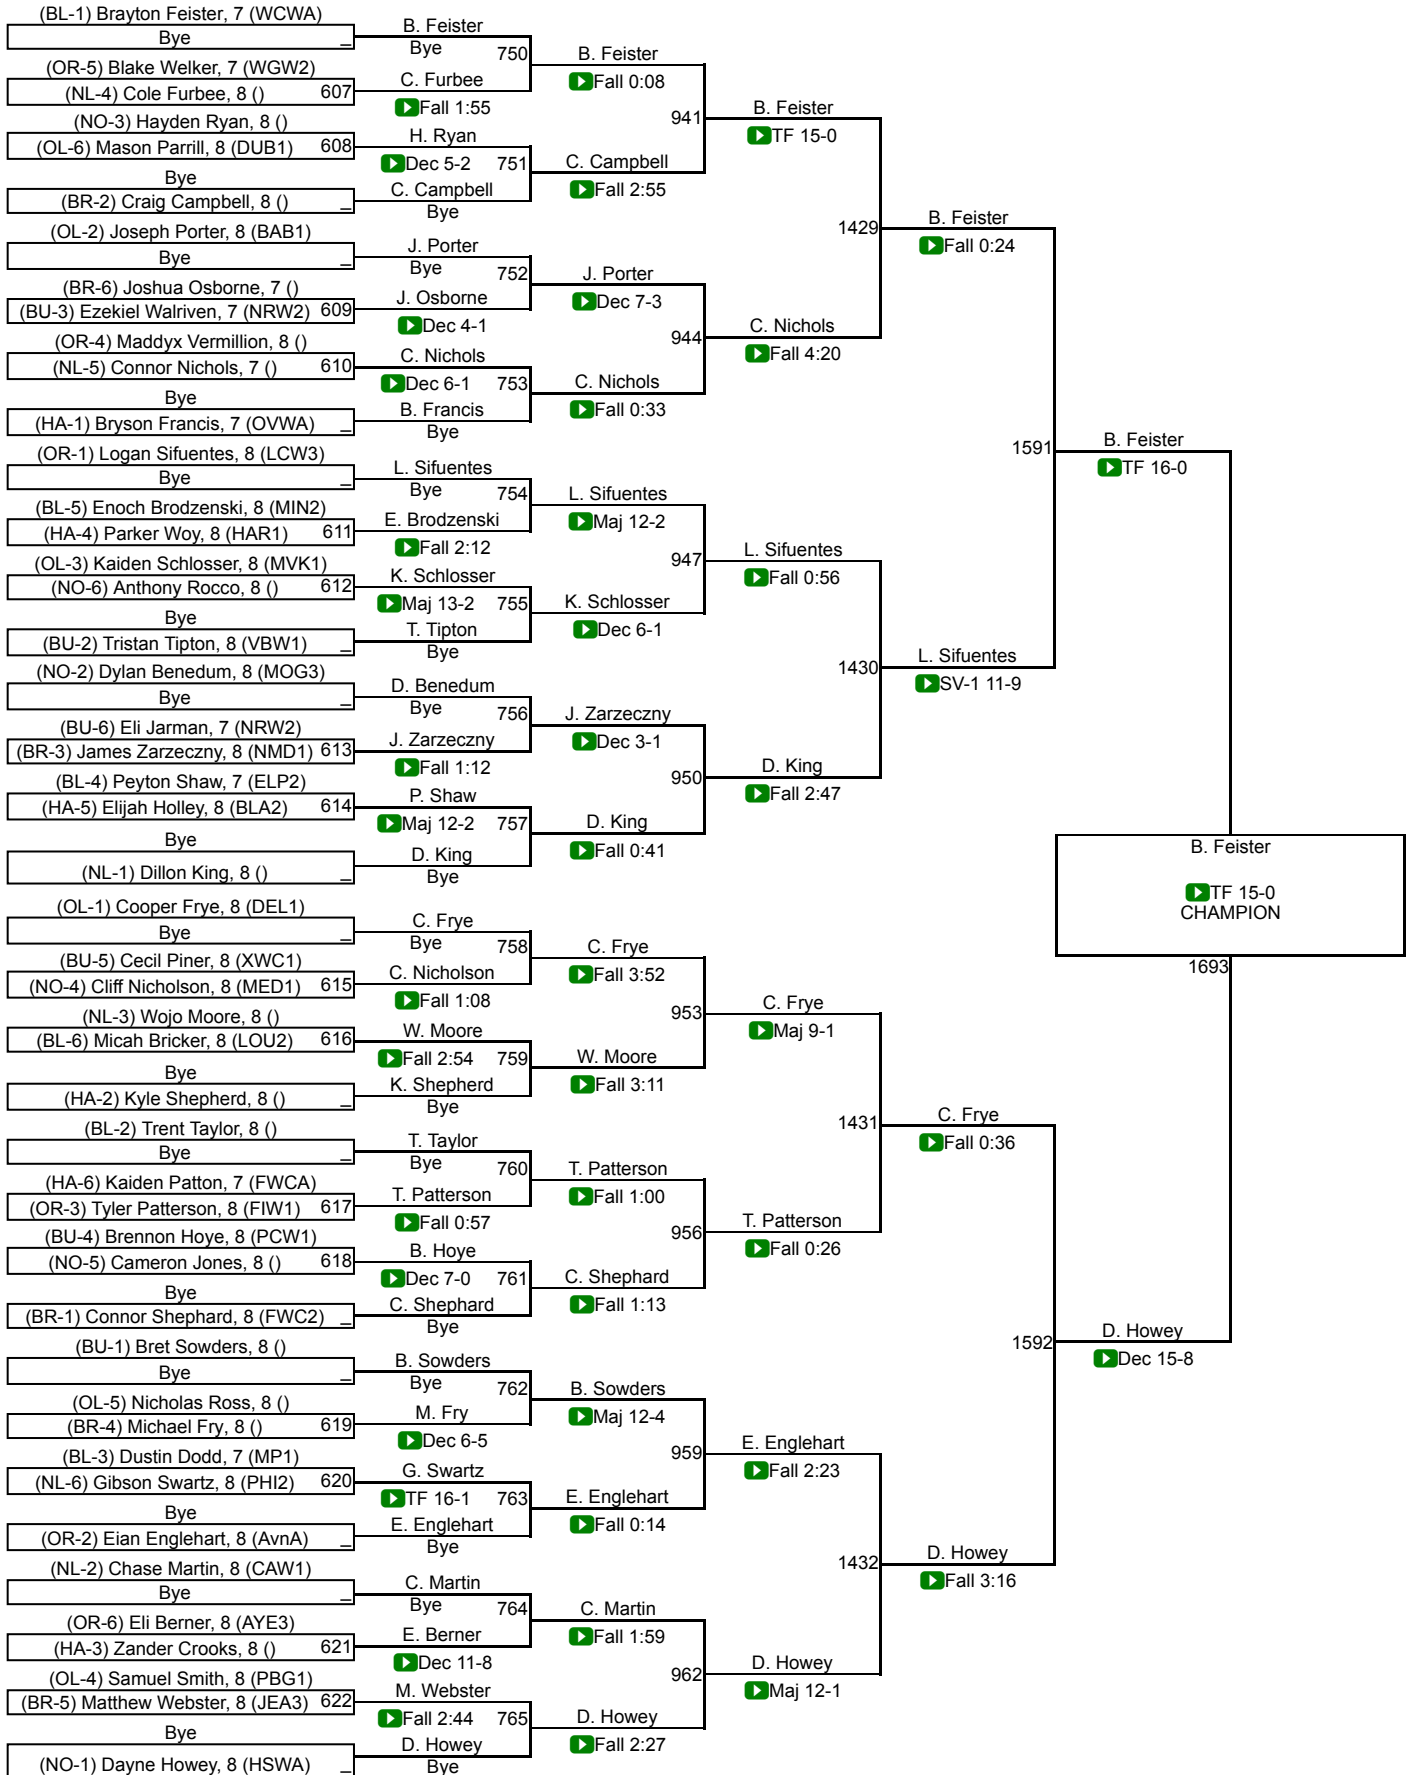 (BL-1) Brayton Feister, 7 (WCWA)
Bye _
(OR-5) Blake Welker, 7 (WGW2)
(NL-4) Cole Furbee, 8 () 607
(NO-3) Hayden Ryan, 8 ()
(OL-6) Mason Parrill, 8 (DUB1) 608
Bye
(BR-2) Craig Campbell, 8 () _
(OL-2) Joseph Porter, 8 (BAB1)
Bye _
(BR-6) Joshua Osborne, 7 ()
(BU-3) Ezekiel Walriven, 7 (NRW2) 609
(OR-4) Maddyx Vermillion, 8 ()
(NL-5) Connor Nichols, 7 () 610
Bye
(HA-1) Bryson Francis, 7 (OVWA) _
(OR-1) Logan Sifuentes, 8 (LCW3)
Bye _
(BL-5) Enoch Brodzenski, 8 (MIN2)
(HA-4) Parker Woy, 8 (HAR1) 611
(OL-3) Kaiden Schlosser, 8 (MVK1)
(NO-6) Anthony Rocco, 8 () 612
Bye
(BU-2) Tristan Tipton, 8 (VBW1) _
(NO-2) Dylan Benedum, 8 (MOG3)
Bye _
(BU-6) Eli Jarman, 7 (NRW2)
(BR-3) James Zarzeczny, 8 (NMD1) 613
(BL-4) Peyton Shaw, 7 (ELP2)
(HA-5) Elijah Holley, 8 (BLA2) 614
Bye
(NL-1) Dillon King, 8 () _
(OL-1) Cooper Frye, 8 (DEL1)
Bye _
(BU-5) Cecil Piner, 8 (XWC1)
(NO-4) Cliff Nicholson, 8 (MED1) 615
(NL-3) Wojo Moore, 8 ()
(BL-6) Micah Bricker, 8 (LOU2) 616
Bye
(HA-2) Kyle Shepherd, 8 () _
(BL-2) Trent Taylor, 8 ()
Bye _
(HA-6) Kaiden Patton, 7 (FWCA)
(OR-3) Tyler Patterson, 8 (FIW1) 617
(BU-4) Brennon Hoye, 8 (PCW1)
(NO-5) Cameron Jones, 8 () 618
Bye
(BR-1) Connor Shephard, 8 (FWC2) _
(BU-1) Bret Sowders, 8 ()
Bye _
(OL-5) Nicholas Ross, 8 ()
(BR-4) Michael Fry, 8 () 619
(BL-3) Dustin Dodd, 7 (MP1)
(NL-6) Gibson Swartz, 8 (PHI2) 620
Bye
(OR-2) Eian Englehart, 8 (AvnA) _
(NL-2) Chase Martin, 8 (CAW1)
Bye _
(OR-6) Eli Berner, 8 (AYE3)
(HA-3) Zander Crooks, 8 () 621
(OL-4) Samuel Smith, 8 (PBG1)
(BR-5) Matthew Webster, 8 (JEA3) 622
Bye
(NO-1) Dayne Howey, 8 (HSWA) _
B. Feister
Bye 750
C. Furbee
Fall 1:55
H. Ryan
Dec 5-2 751
C. Campbell
Bye
J. Porter
Bye 752
J. Osborne
Dec 4-1
C. Nichols
Dec 6-1 753
B. Francis
Bye
L. Sifuentes
Bye 754
E. Brodzenski
Fall 2:12
K. Schlosser
Maj 13-2 755
T. Tipton
Bye
D. Benedum
Bye 756
J. Zarzeczny
Fall 1:12
P. Shaw
Maj 12-2 757
D. King
Bye
C. Frye
Bye 758
C. Nicholson
Fall 1:08
W. Moore
Fall 2:54 759
K. Shepherd
Bye
T. Taylor
Bye 760
T. Patterson
Fall 0:57
B. Hoye
Dec 7-0 761
C. Shephard
Bye
B. Sowders
Bye 762
M. Fry
Dec 6-5
G. Swartz
TF 16-1 763
E. Englehart
Bye
C. Martin
Bye 764
E. Berner
Dec 11-8
M. Webster
Fall 2:44 765
D. Howey
Bye
B. Feister
Fall 0:08
941
C. Campbell
Fall 2:55
J. Porter
Dec 7-3
944
C. Nichols
Fall 0:33
L. Sifuentes
Maj 12-2
947
K. Schlosser
Dec 6-1
J. Zarzeczny
Dec 3-1
950
D. King
Fall 0:41
C. Frye
Fall 3:52
953
W. Moore
Fall 3:11
T. Patterson
Fall 1:00
956
C. Shephard
Fall 1:13
B. Sowders
Maj 12-4
959
E. Englehart
Fall 0:14
C. Martin
Fall 1:59
962
D. Howey
Fall 2:27
B. Feister
TF 15-0
1429
C. Nichols
Fall 4:20
L. Sifuentes
Fall 0:56
1430
D. King
Fall 2:47
C. Frye
Maj 9-1
1431
T. Patterson
Fall 0:26
E. Englehart
Fall 2:23
1432
D. Howey
Maj 12-1
B. Feister
Fall 0:24
1591
L. Sifuentes
SV-1 11-9
C. Frye
Fall 0:36
1592
D. Howey
Fall 3:16
B. Feister
TF 16-0
D. Howey
Dec 15-8
B. Feister
TF 15-0
CHAMPION
1693